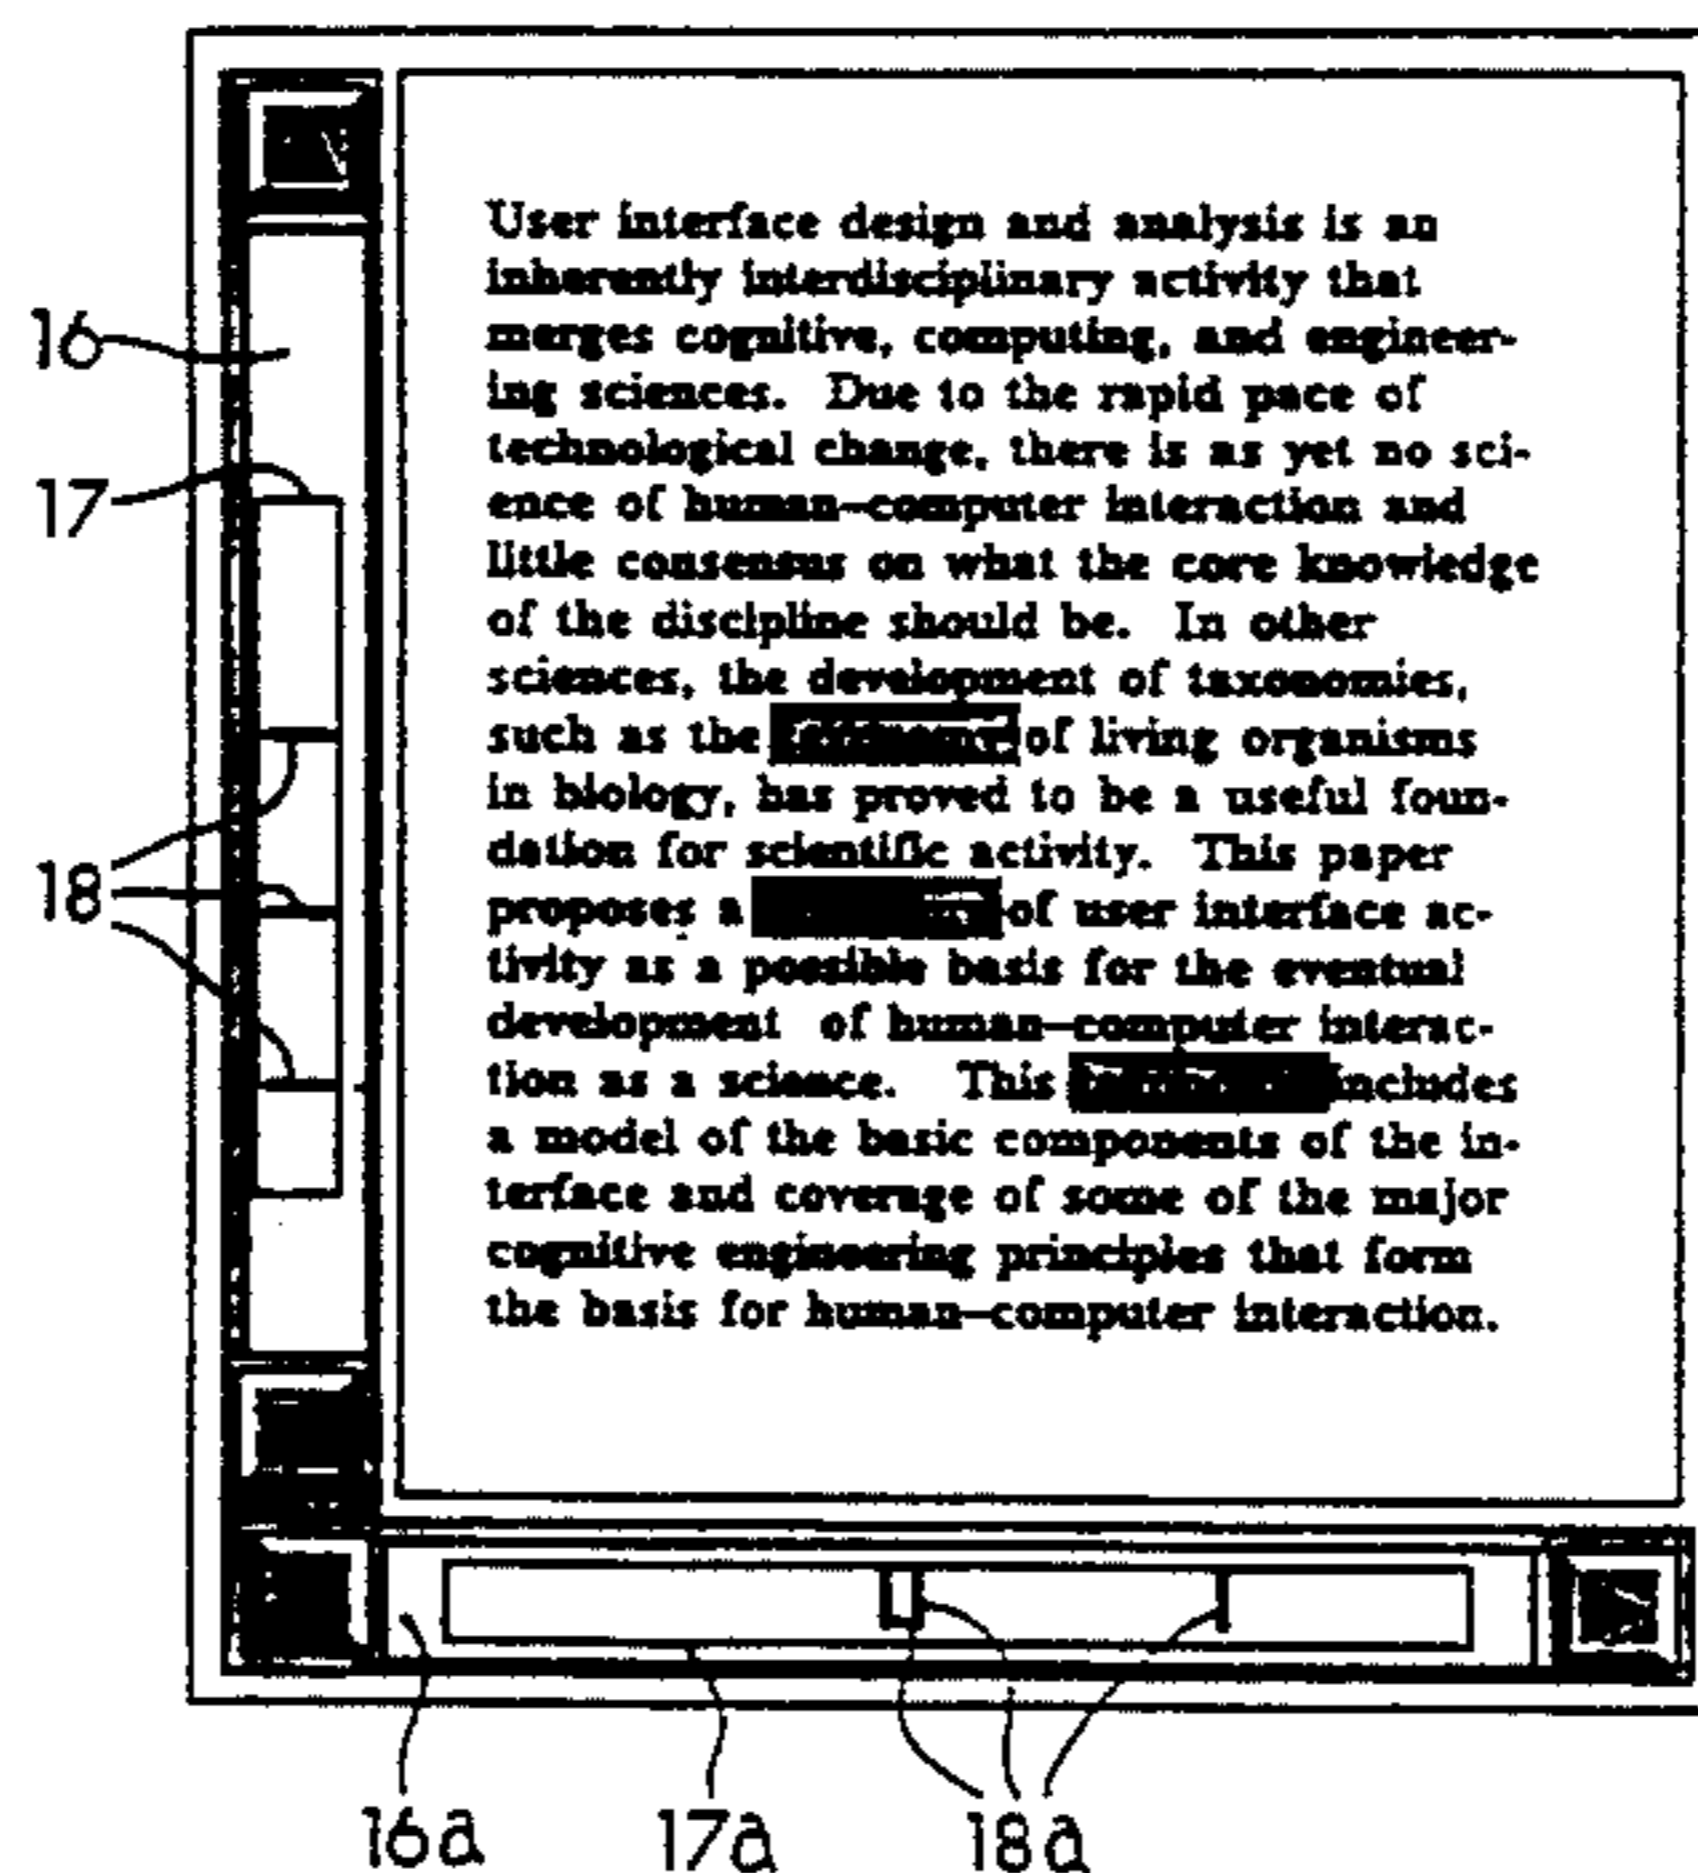 User interface design and analysis is an
inherently interdisciplinary activity that
16
merges cognitive, computing, and engineer-
ing sciences. Due to the rapid pace of
technological change, there is as yet no sci-
17
ence of human-computer interaction and
little consensus on what the core knowledge
of the discipline should be. In other
sciences, the development of taxonomies,
such as the of living organisms
in biology, has proved to be a useful foun-
dation for scientific activity. This paper
18
proposes a of user interface ac-
tivity as a possible basis for the eventual
development of human-computer interac-
tion as a science. This includes
a model of the basic components of the in-
terface and coverage of some of the major
cognitive engineering principles that form
the basis for human-computer interaction.
16a 17a 18a